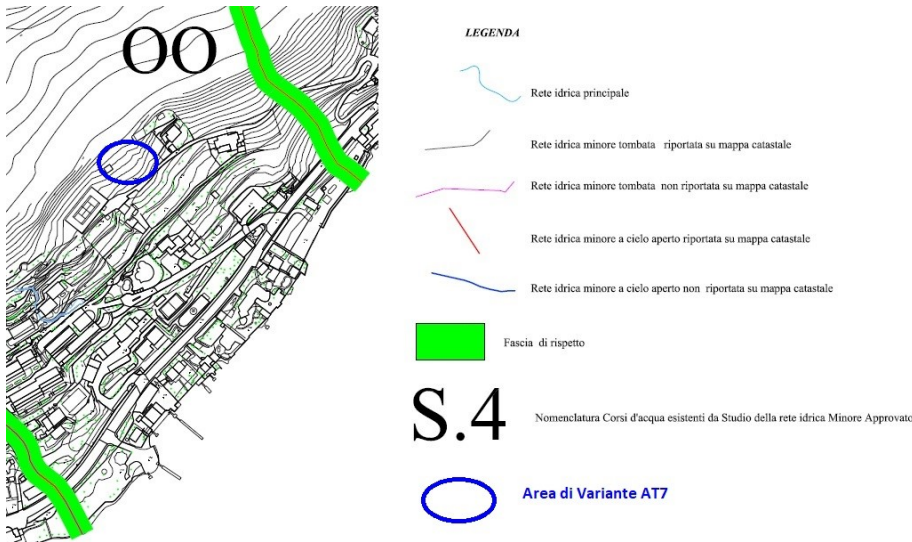 OO
LEGENDA
Rete idrica principale
Rete idrica minore tombata riportata su mappa catastale
Rete idrica minore tombata non riportata su mappa catastale
Rete idrica minore a cielo aperto riportata su mappa catastale
Rete idrica minore a cielo aperto non riportata su mappa catastale
Fascia di rispetto
S.4 Nomenclatura Corsi d'acqua esistenti da Studio della rete idrica Minore Approvato
Area di Variante AT7